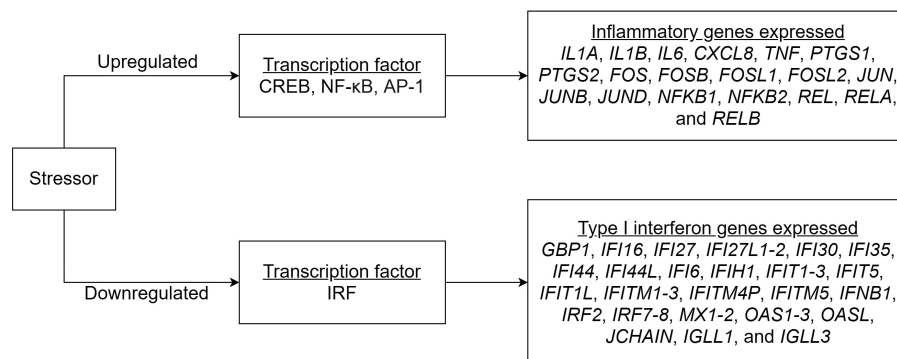 Stressor
Upregulated
Transcription factor
CREB, NF-κB, AP-1
Inflammatory genes expressed
IL1A, IL1B, IL6, CXCL8, TNF, PTGS1,
PTGS2, FOS, FOSB, FOSL1, FOSL2, JUN,
JUNB, JUND, NFKB1, NFKB2, REL, RELA,
and RELB
Downregulated
Transcription factor
IRF
Type I interferon genes expressed
GBP1, IFI16, IFI27, IFI27L1-2, IFI30, IFI35,
IFI44, IFI44L, IFI6, IFIH1, IFIT1-3, IFIT5,
IFIT1L, IFITM1-3, IFITM4P, IFITM5, IFNB1,
IRF2, IRF7-8, MX1-2, OAS1-3, OASL,
JCHAIN, IGLL1, and IGLL3